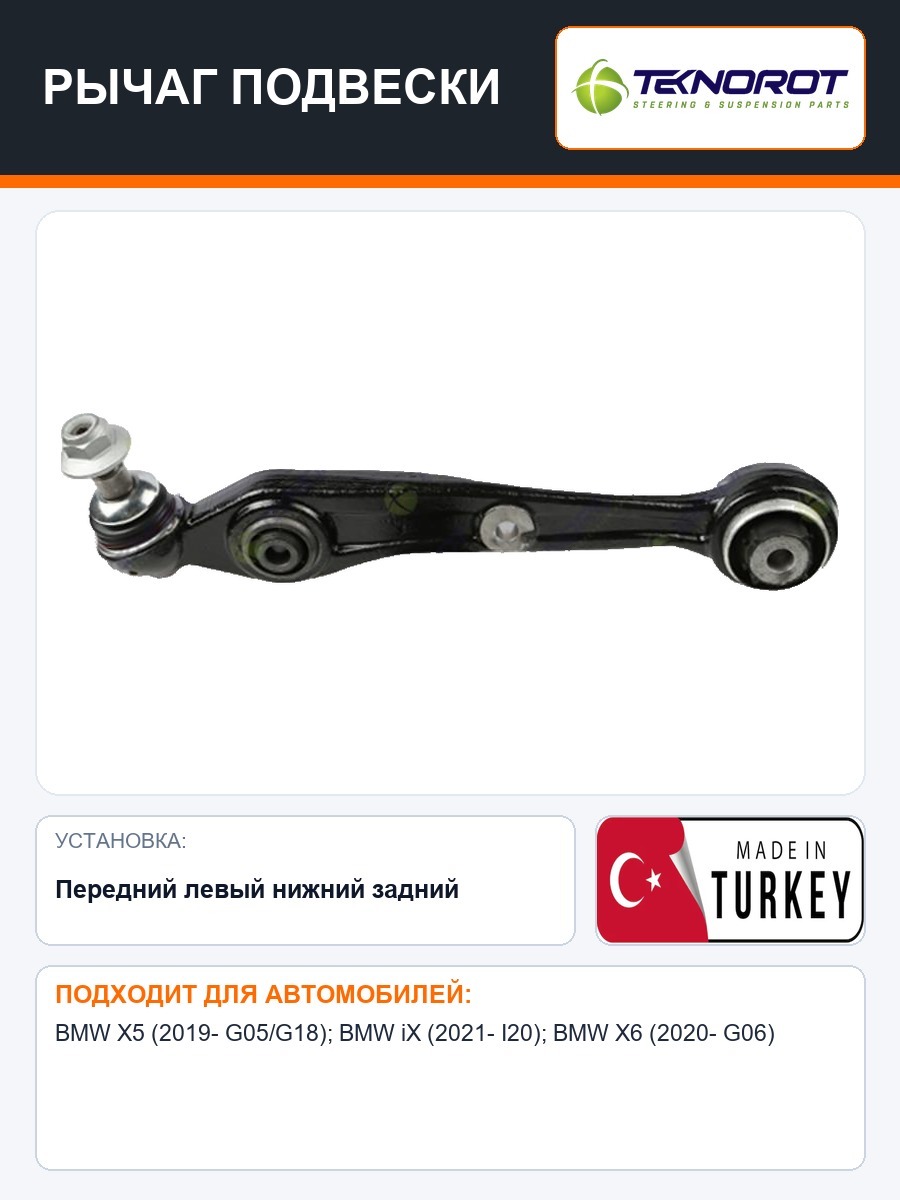 РЫЧАГ ПОДВЕСКИ
TEKNOROT
STEERING & SUSPENSION PARTS
УСТАНОВКА:
Передний левый нижний задний
MADE IN
TURKEY
ПОДХОДИТ ДЛЯ АВТОМОБИЛЕЙ:
BMW X5 (2019- G05/G18); BMW iX (2021- I20); BMW X6 (2020- G06)